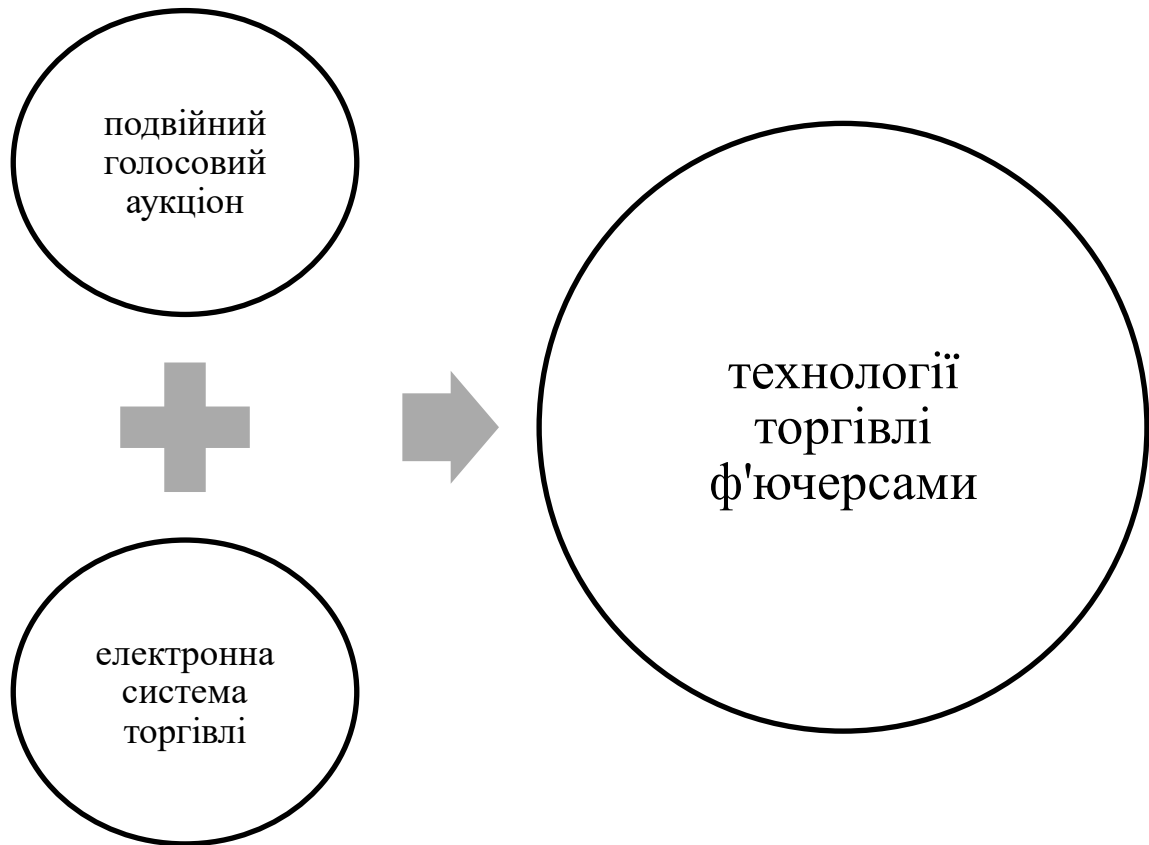 подвійний
голосовий
аукціон
електронна
система
торгівлі
технології
торгівлі
ф'ючерсами